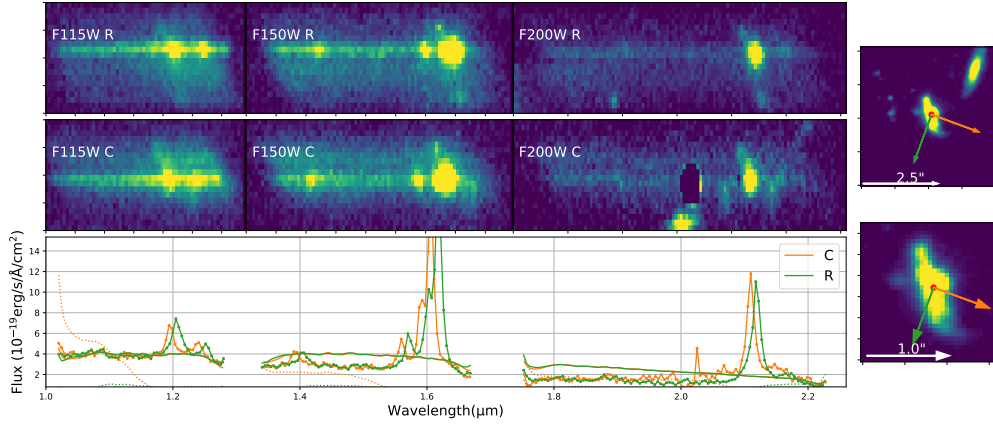 F115W R
F150W R
F200W R
F115W C
F150W C
F200W C
2.5"
1.0"
14
12
10
8
6
4
2
C
R
1.0
1.2
1.4
1.6
1.8
2.0
2.2
Flux (10⁻¹⁹erg/s/Å/cm²)
Wavelength(μm)